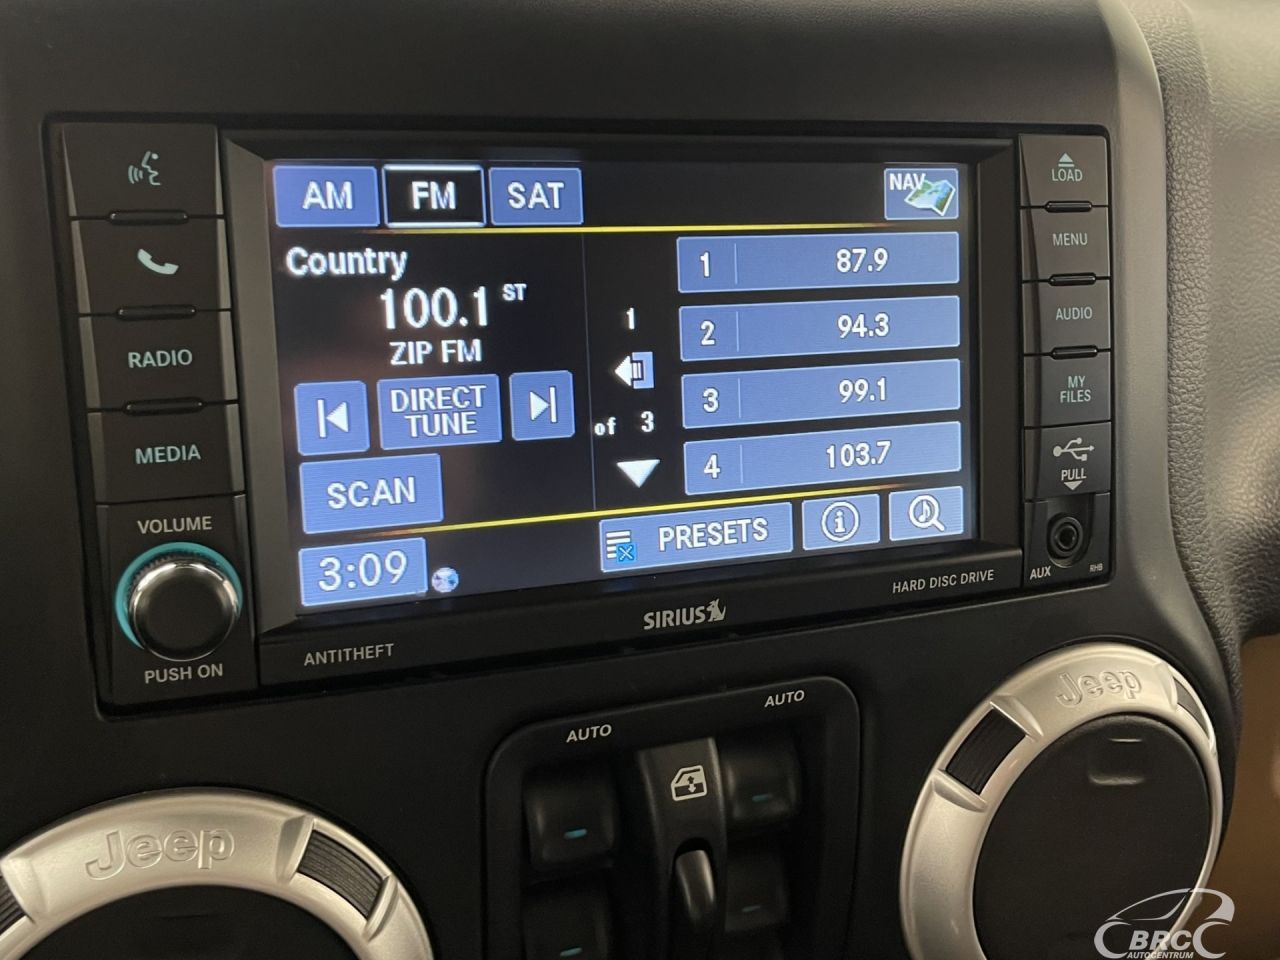 AM
FM
SAT
NAV
Country
100.1 ST
ZIP FM
DIRECT
TUNE
SCAN
3:09
1
of 3
1 87.9
2 94.3
3 99.1
4 103.7
PRESETS
RADIO
MEDIA
VOLUME
PUSH ON
LOAD
MENU
AUDIO
MY
FILES
PULL
AUX
RHB
ANTITHEFT
SIRIUS
HARD DISC DRIVE
AUTO
AUTO
Jeep
Jeep
BRC
AUTOCENTRUM